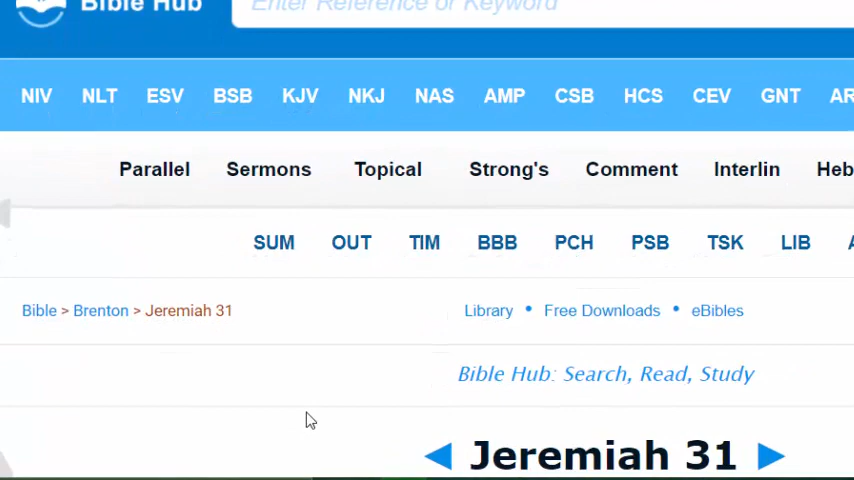 Bible Hub Enter Reference or Keyword
NIV NLT ESV BSB KJV NKJ NAS AMP CSB HCS CEV GNT AR
Parallel Sermons Topical Strong's Comment Interlin Heb
SUM OUT TIM BBB PCH PSB TSK LIB
Bible > Brenton > Jeremiah 31 Library • Free Downloads • eBibles
Bible Hub: Search, Read, Study
◄ Jeremiah 31 ►